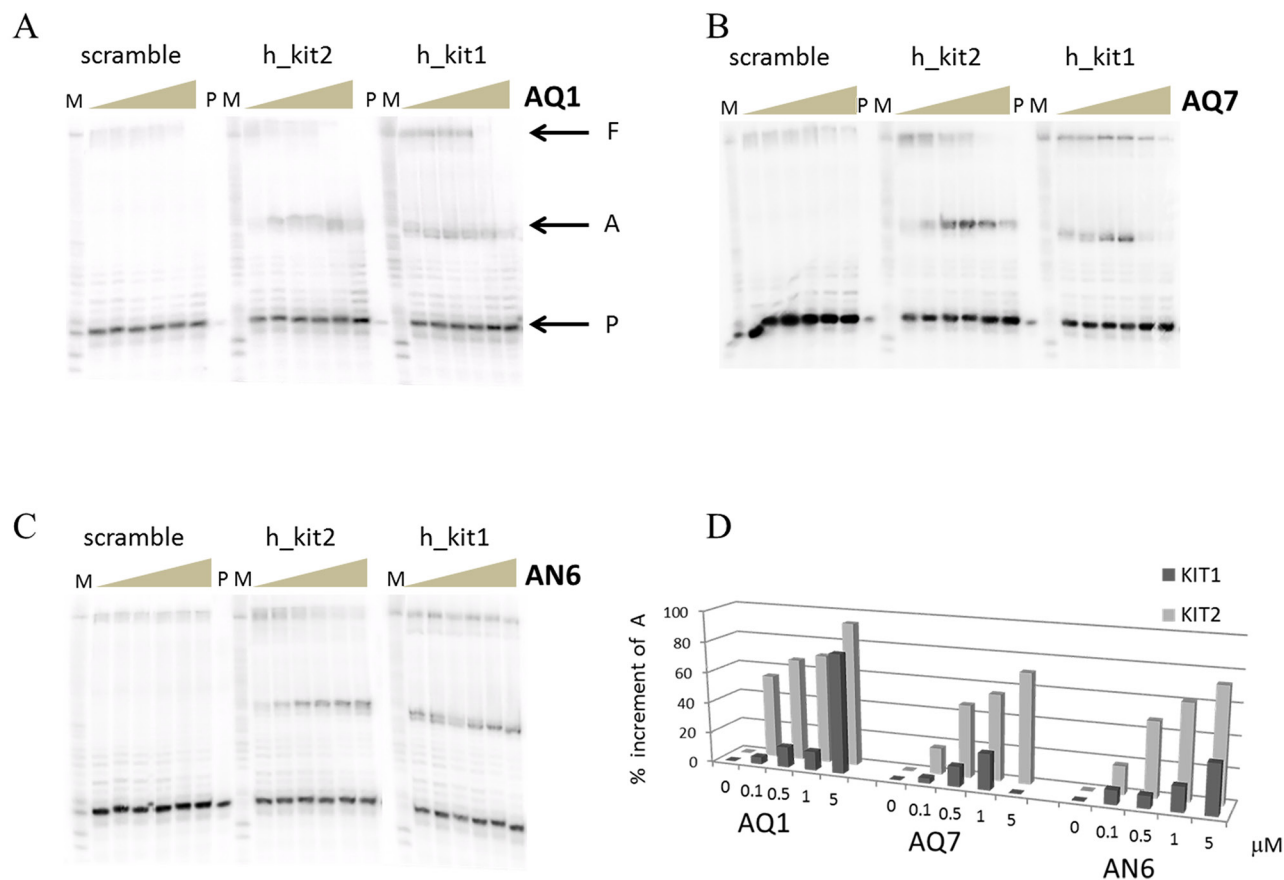 A
scramble h_kit2 h_kit1
M P M P M AQ1
F
A
P
B
scramble h_kit2 h_kit1
M P M P M AQ7
C
scramble h_kit2 h_kit1
M P M M AN6
D
KIT1
KIT2
% increment of A
100
80
60
40
20
0
0 0.1 0.5 1 5 0 0.1 0.5 1 5 0 0.1 0.5 1 5 μM
AQ1 AQ7 AN6